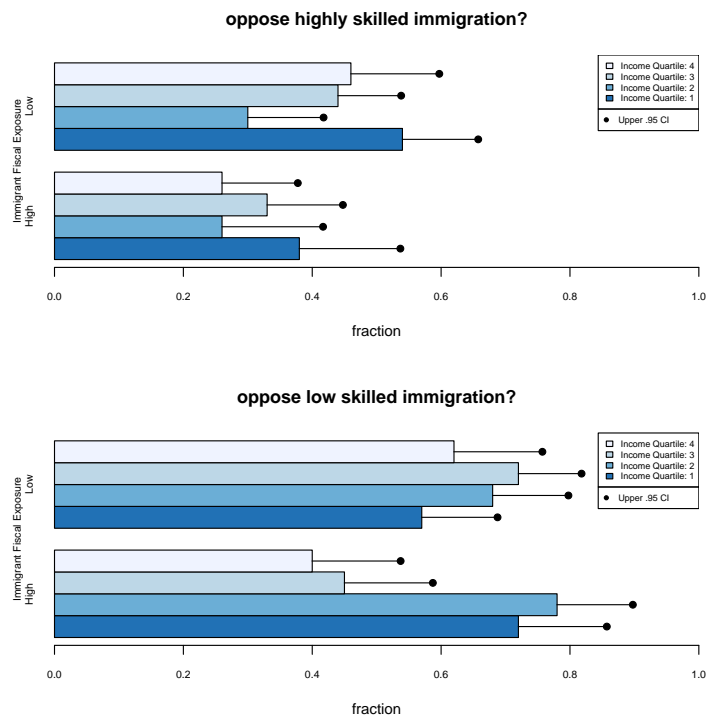 oppose highly skilled immigration?
Immigrant Fiscal Exposure
Low
High
Income Quartile: 4
Income Quartile: 3
Income Quartile: 2
Income Quartile: 1
Upper .95 CI
0.0 0.2 0.4 0.6 0.8 1.0
fraction
oppose low skilled immigration?
Immigrant Fiscal Exposure
Low
High
Income Quartile: 4
Income Quartile: 3
Income Quartile: 2
Income Quartile: 1
Upper .95 CI
0.0 0.2 0.4 0.6 0.8 1.0
fraction